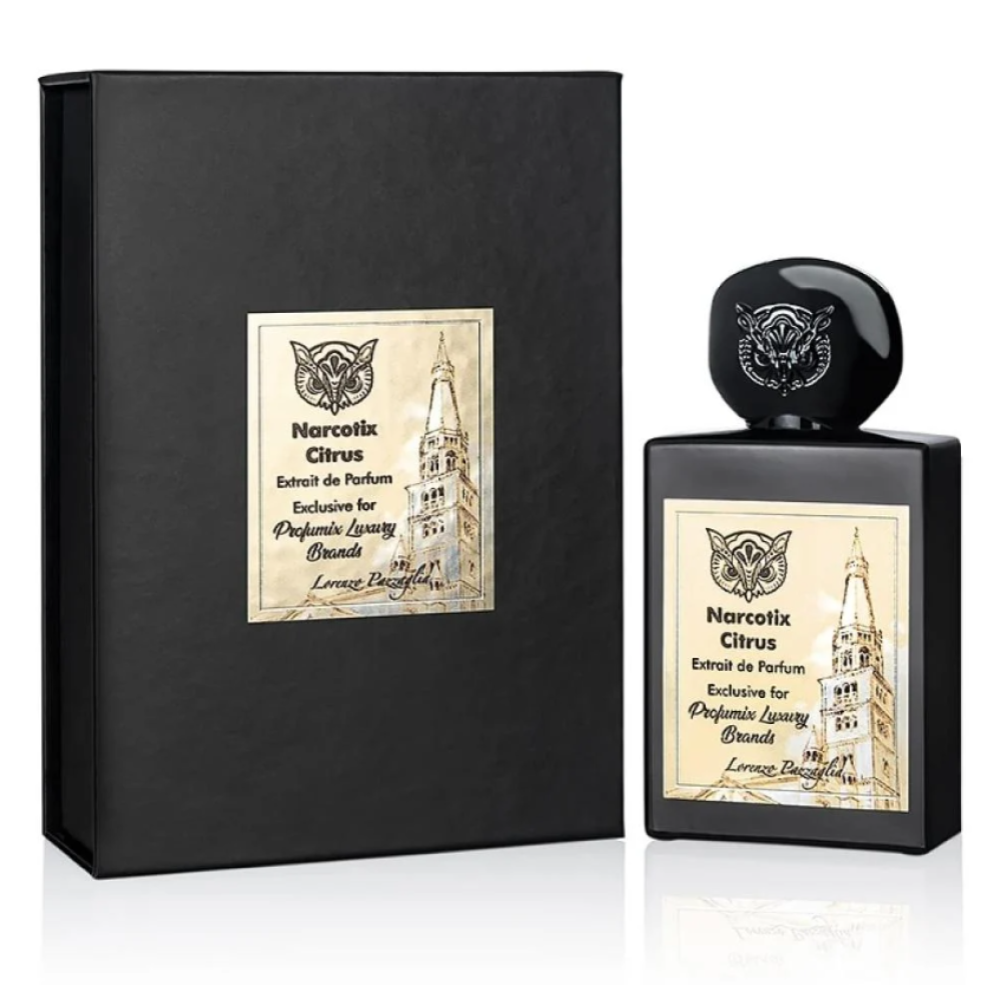 Narcotix
Citrus
Extrait de Parfum
Exclusive for
Profumix Luxury
Brands
Lorenzo Pazzaglia
Narcotix
Citrus
Extrait de Parfum
Exclusive for
Profumix Luxury
Brands
Lorenzo Pazzaglia